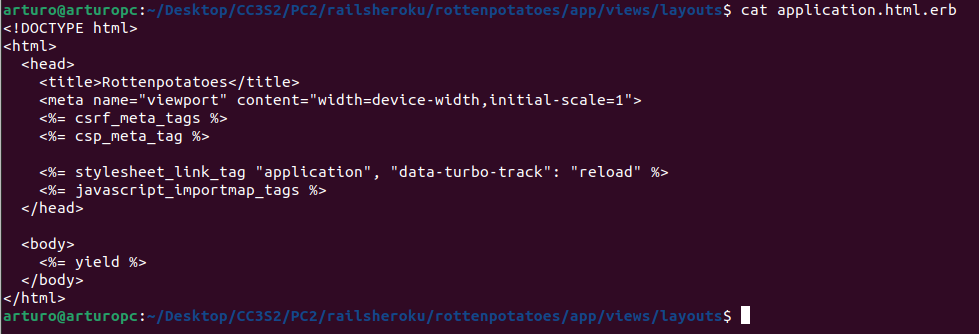 arturo@arturopc:~/Desktop/CC3S2/PC2/railsheroku/rottenpotatoes/app/views/layouts$ cat application.html.erb
<!DOCTYPE html>
<html>
  <head>
    <title>Rottenpotatoes</title>
    <meta name="viewport" content="width=device-width,initial-scale=1">
    <%= csrf_meta_tags %>
    <%= csp_meta_tag %>

    <%= stylesheet_link_tag "application", "data-turbo-track": "reload" %>
    <%= javascript_importmap_tags %>
  </head>

  <body>
    <%= yield %>
  </body>
</html>
arturo@arturopc:~/Desktop/CC3S2/PC2/railsheroku/rottenpotatoes/app/views/layouts$